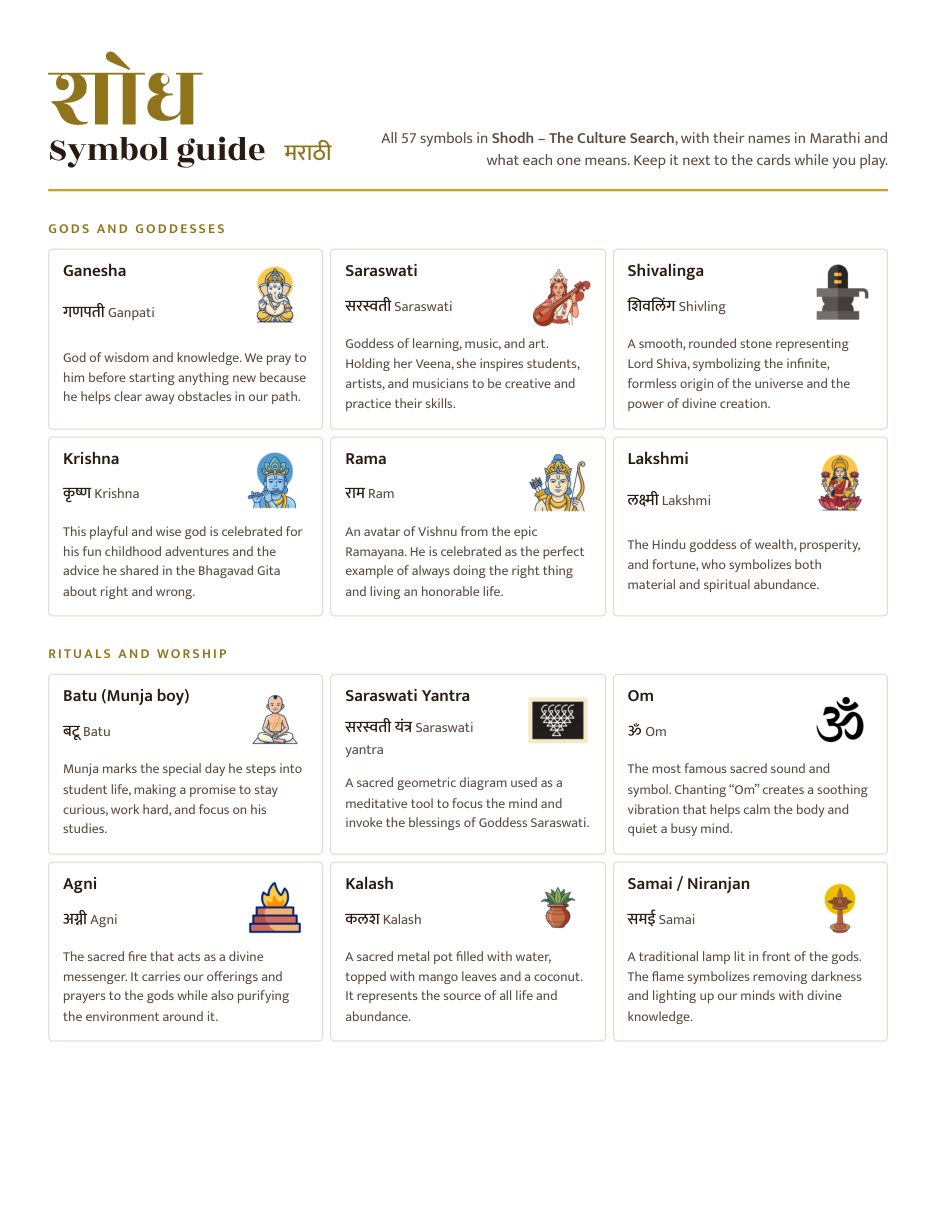 शोध
Symbol guide मराठी
All 57 symbols in Shodh – The Culture Search, with their names in Marathi and
what each one means. Keep it next to the cards while you play.
GODS AND GODDESSES
Ganesha
गणपती Ganpati
God of wisdom and knowledge. We pray to
him before starting anything new because
he helps clear away obstacles in our path.
Saraswati
सरस्वती Saraswati
Goddess of learning, music, and art.
Holding her Veena, she inspires students,
artists, and musicians to be creative and
practice their skills.
Shivalinga
शिवलिंग Shivling
A smooth, rounded stone representing
Lord Shiva, symbolizing the infinite,
formless origin of the universe and the
power of divine creation.
Krishna
कृष्ण Krishna
This playful and wise god is celebrated for
his fun childhood adventures and the
advice he shared in the Bhagavad Gita
about right and wrong.
Rama
राम Ram
An avatar of Vishnu from the epic
Ramayana. He is celebrated as the perfect
example of always doing the right thing
and living an honorable life.
Lakshmi
लक्ष्मी Lakshmi
The Hindu goddess of wealth, prosperity,
and fortune, who symbolizes both
material and spiritual abundance.
RITUALS AND WORSHIP
Batu (Munja boy)
बटू Batu
Munja marks the special day he steps into
student life, making a promise to stay
curious, work hard, and focus on his
studies.
Saraswati Yantra
सरस्वती यंत्र Saraswati
yantra
A sacred geometric diagram used as a
meditative tool to focus the mind and
invoke the blessings of Goddess Saraswati.
Om
ॐ Om
The most famous sacred sound and
symbol. Chanting “Om” creates a soothing
vibration that helps calm the body and
quiet a busy mind.
Agni
अग्नी Agni
The sacred fire that acts as a divine
messenger. It carries our offerings and
prayers to the gods while also purifying
the environment around it.
Kalash
कलश Kalash
A sacred metal pot filled with water,
topped with mango leaves and a coconut.
It represents the source of all life and
abundance.
Samai / Niranjan
समई Samai
A traditional lamp lit in front of the gods.
The flame symbolizes removing darkness
and lighting up our minds with divine
knowledge.